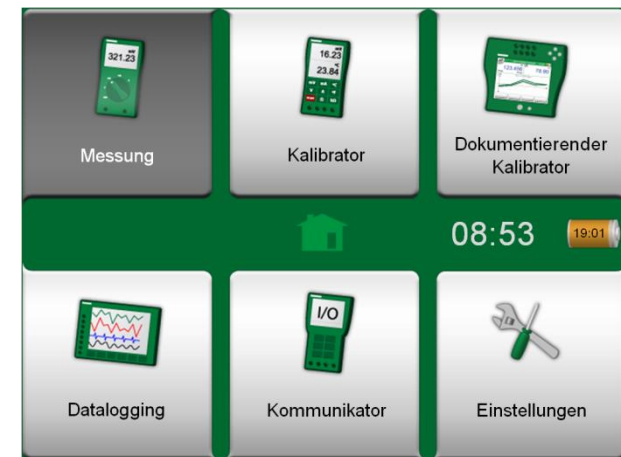 321.23
16.23
23.84
Messung
Kalibrator
Dokumentierender
Kalibrator
08:53
19:01
I/O
Datalogging
Kommunikator
Einstellungen